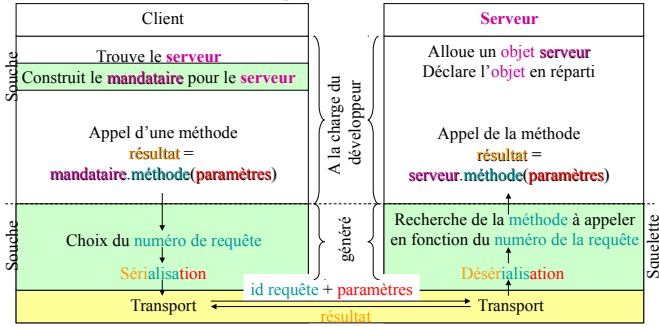 Client
Serveur
Souche
Trouve le serveur
Construit le mandataire pour le serveur
Appel d'une méthode
résultat =
mandataire.méthode(paramètres)
A la charge du
développeur
Alloue un objet serveur
Déclare l'objet en réparti
Appel de la méthode
résultat =
serveur.méthode(paramètres)
Souche
Choix du numéro de requête
Sérialisation
généré
Recherche de la méthode à appeler
en fonction du numéro de la requête
Désérialisation
Squelette
Transport
id requête + paramètres
résultat
Transport